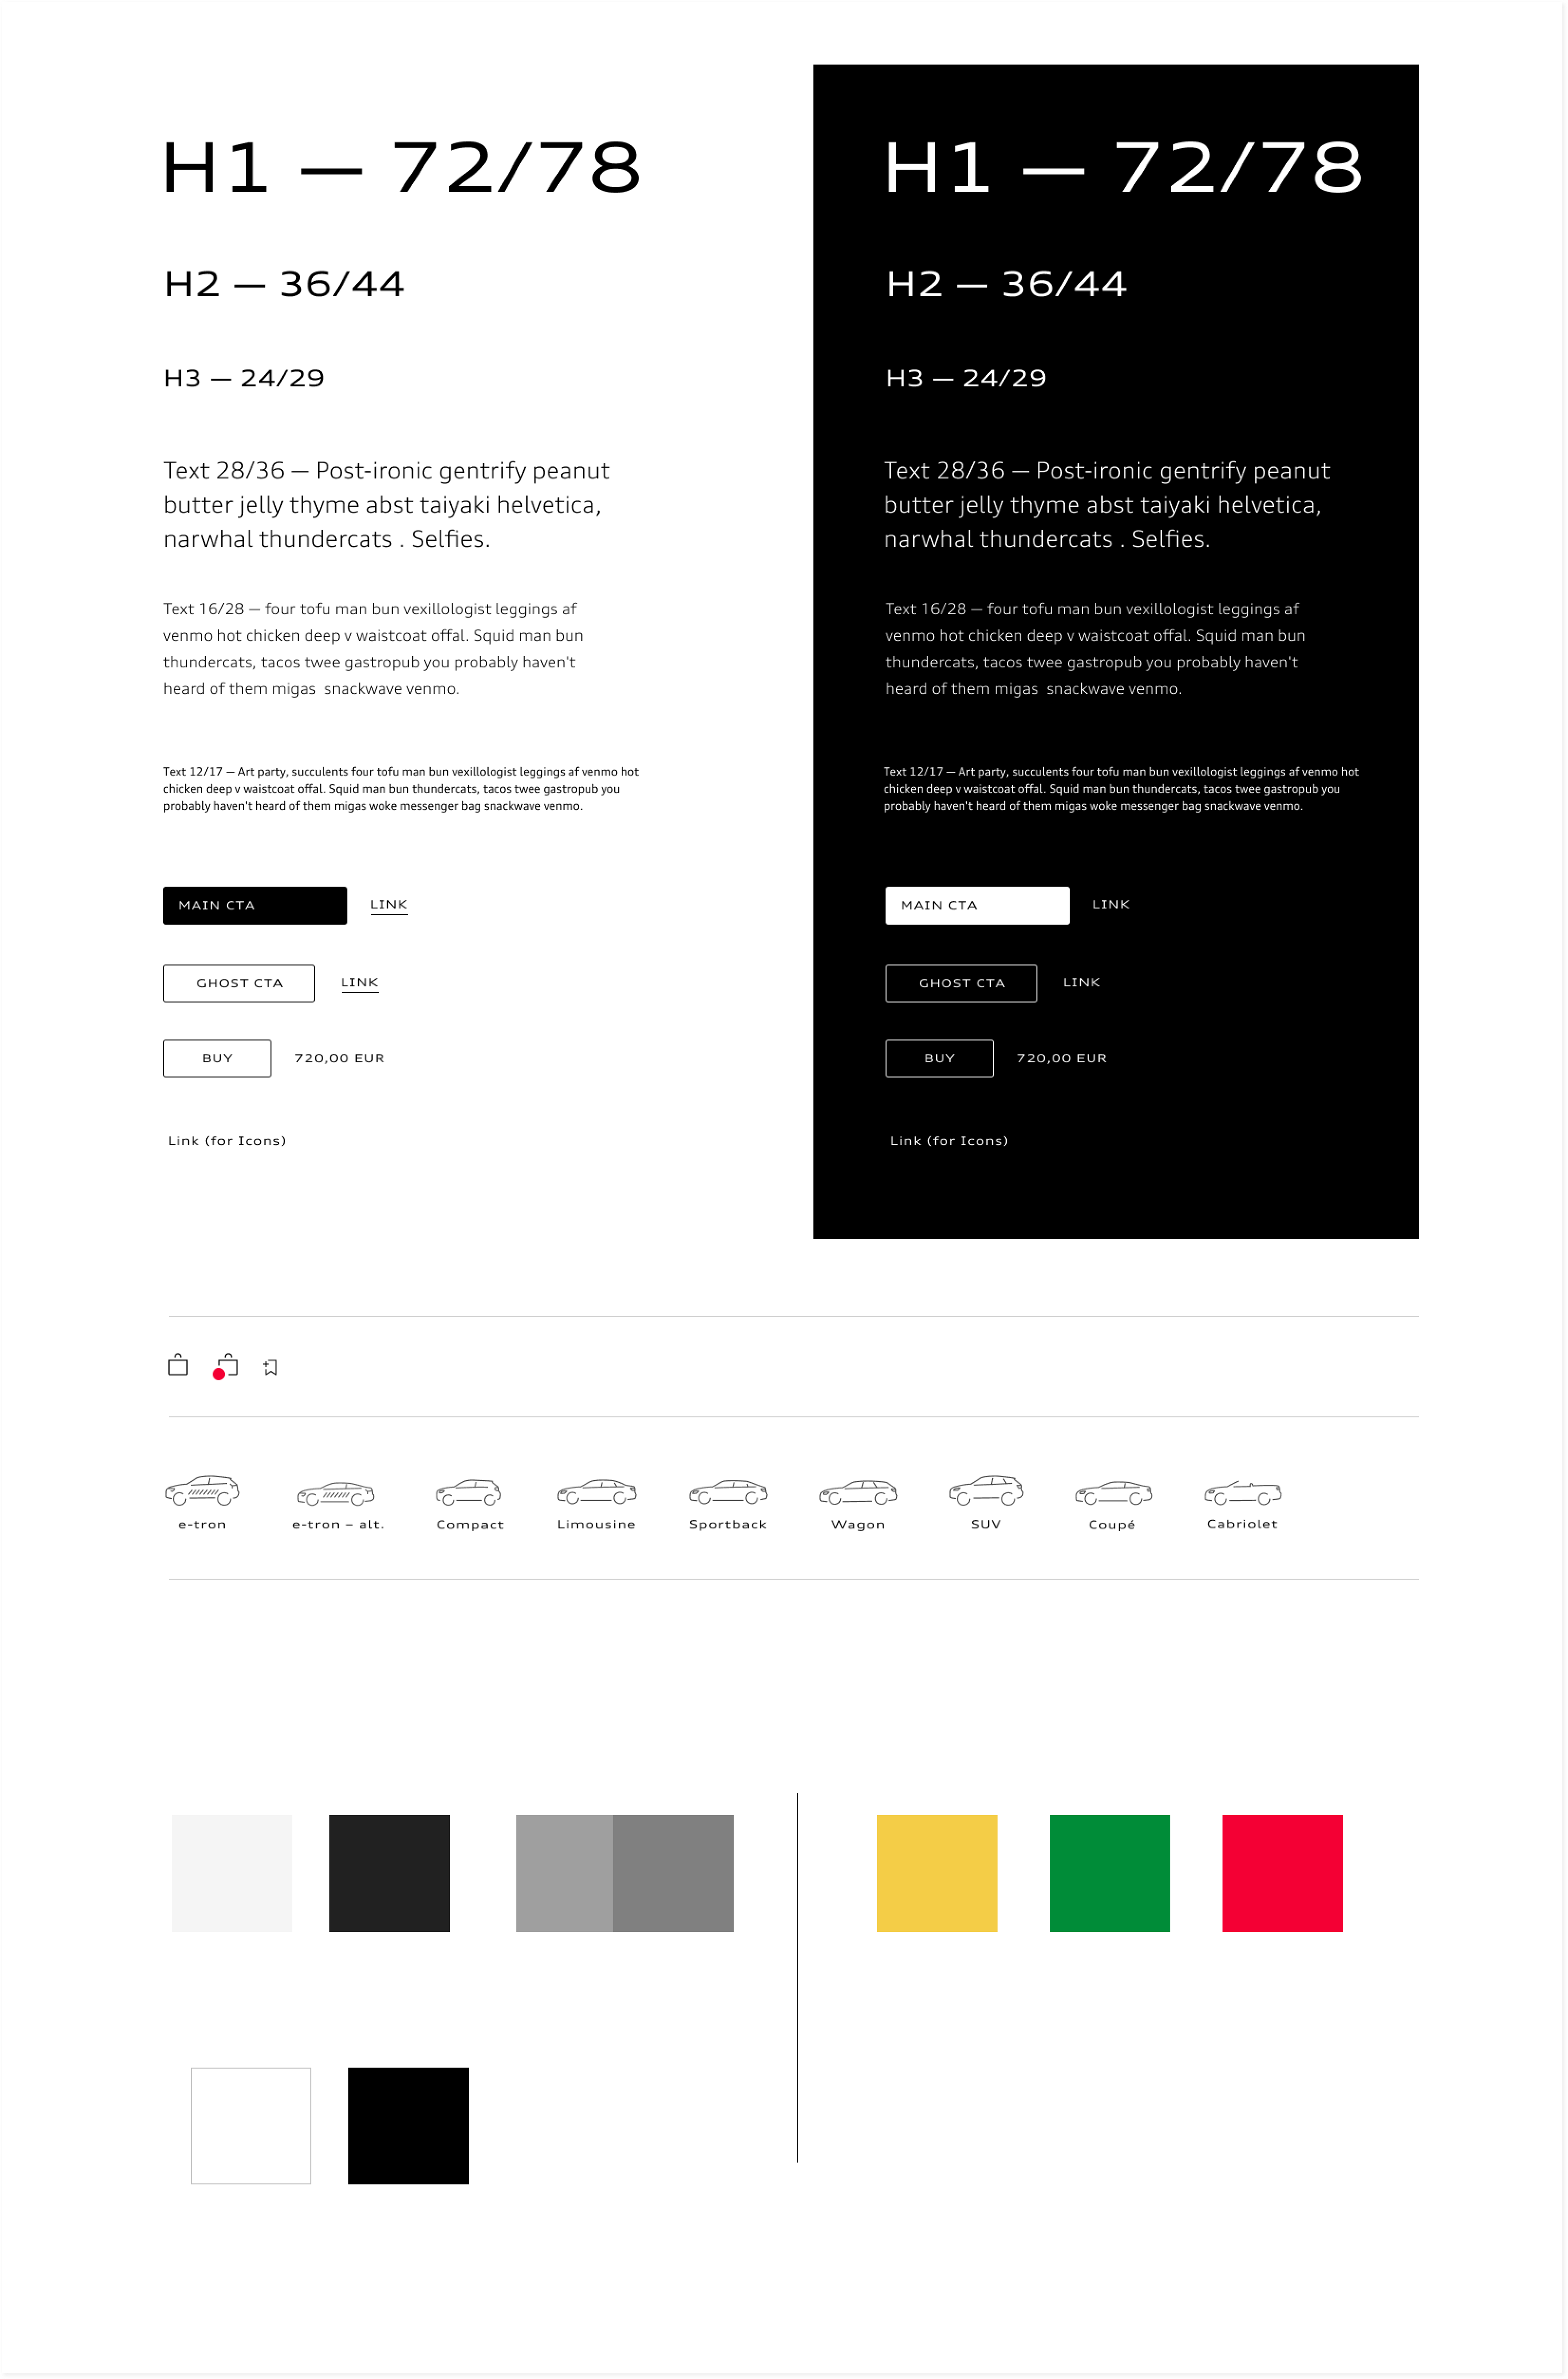 H1 — 72/78
H2 — 36/44
H3 — 24/29
Text 28/36 — Post-ironic gentrify peanut
butter jelly thyme abst taiyaki helvetica,
narwhal thundercats . Selfies.
Text 16/28 — four tofu man bun vexillologist leggings af
venmo hot chicken deep v waistcoat offal. Squid man bun
thundercats, tacos twee gastropub you probably haven't
heard of them migas  snackwave venmo.
Text 12/17 — Art party, succulents four tofu man bun vexillologist leggings af venmo hot
chicken deep v waistcoat offal. Squid man bun thundercats, tacos twee gastropub you
probably haven't heard of them migas woke messenger bag snackwave venmo.
MAIN CTA LINK
GHOST CTA LINK
BUY 720,00 EUR
Link (for Icons)
H1 — 72/78
H2 — 36/44
H3 — 24/29
Text 28/36 — Post-ironic gentrify peanut
butter jelly thyme abst taiyaki helvetica,
narwhal thundercats . Selfies.
Text 16/28 — four tofu man bun vexillologist leggings af
venmo hot chicken deep v waistcoat offal. Squid man bun
thundercats, tacos twee gastropub you probably haven't
heard of them migas  snackwave venmo.
Text 12/17 — Art party, succulents four tofu man bun vexillologist leggings af venmo hot
chicken deep v waistcoat offal. Squid man bun thundercats, tacos twee gastropub you
probably haven't heard of them migas woke messenger bag snackwave venmo.
MAIN CTA LINK
GHOST CTA LINK
BUY 720,00 EUR
Link (for Icons)
e-tron e-tron – alt. Compact Limousine Sportback Wagon SUV Coupé Cabriolet